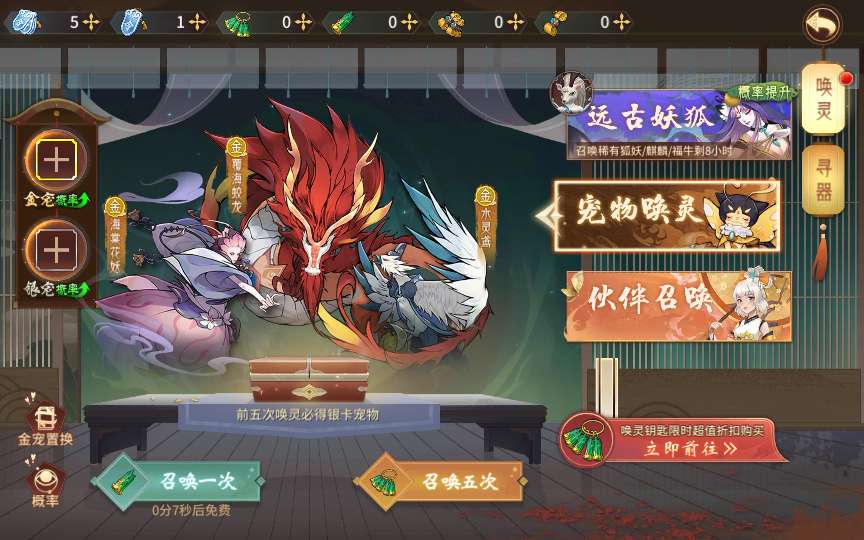 5
1
0
0
0
0
唤灵
寻器
金宠概率
银宠概率
金
海棠花妖
金
覆海蛟龙
金
水灵鸢
概率提升
远古妖狐
召唤稀有狐妖/麒麟/福牛剩8小时
宠物唤灵
伙伴召唤
前五次唤灵必得银卡宠物
金宠置换
概率
召唤一次
0分7秒后免费
召唤五次
唤灵钥匙限时超值折扣购买
立即前往